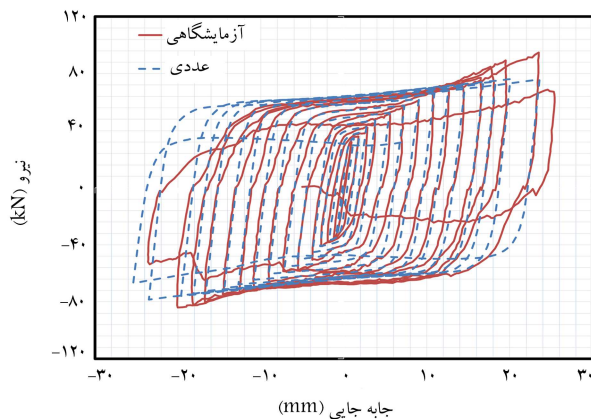 ۱۲۰
آزمایشگاهی
عددی
۸۰
۴۰
۰
-۴۰
-۸۰
-۱۲۰
نیرو (kN)
-۳۰ -۲۰ -۱۰ ۰ ۱۰ ۲۰ ۳۰
جابه جایی (mm)